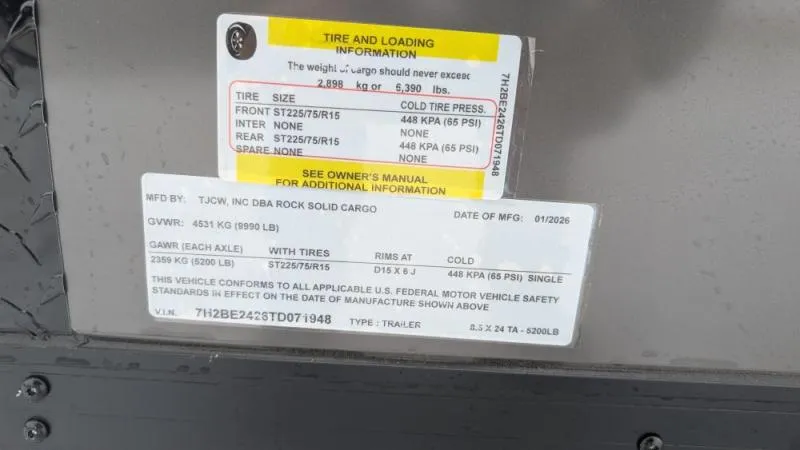 TIRE AND LOADING
INFORMATION
The weight of cargo should never exceed
2,898 kg or 6,390 lbs.
TIRE SIZE COLD TIRE PRESS.
FRONT ST225/75/R15 448 KPA (65 PSI)
INTER NONE NONE
REAR ST225/75/R15 448 KPA (65 PSI)
SPARE NONE NONE
SEE OWNER'S MANUAL
FOR ADDITIONAL INFORMATION
7H2BE2426TD071948
MFD BY: TJCW, INC DBA ROCK SOLID CARGO DATE OF MFG: 01/2026
GVWR: 4531 KG (9990 LB)
GAWR (EACH AXLE) WITH TIRES RIMS AT COLD
2359 KG (5200 LB) ST225/75/R15 D15 X 6 J 448 KPA (65 PSI) SINGLE
THIS VEHICLE CONFORMS TO ALL APPLICABLE U.S. FEDERAL MOTOR VEHICLE SAFETY
STANDARDS IN EFFECT ON THE DATE OF MANUFACTURE SHOWN ABOVE
V.I.N. 7H2BE2426TD071948 TYPE : TRAILER 8.5 X 24 TA - 5200LB